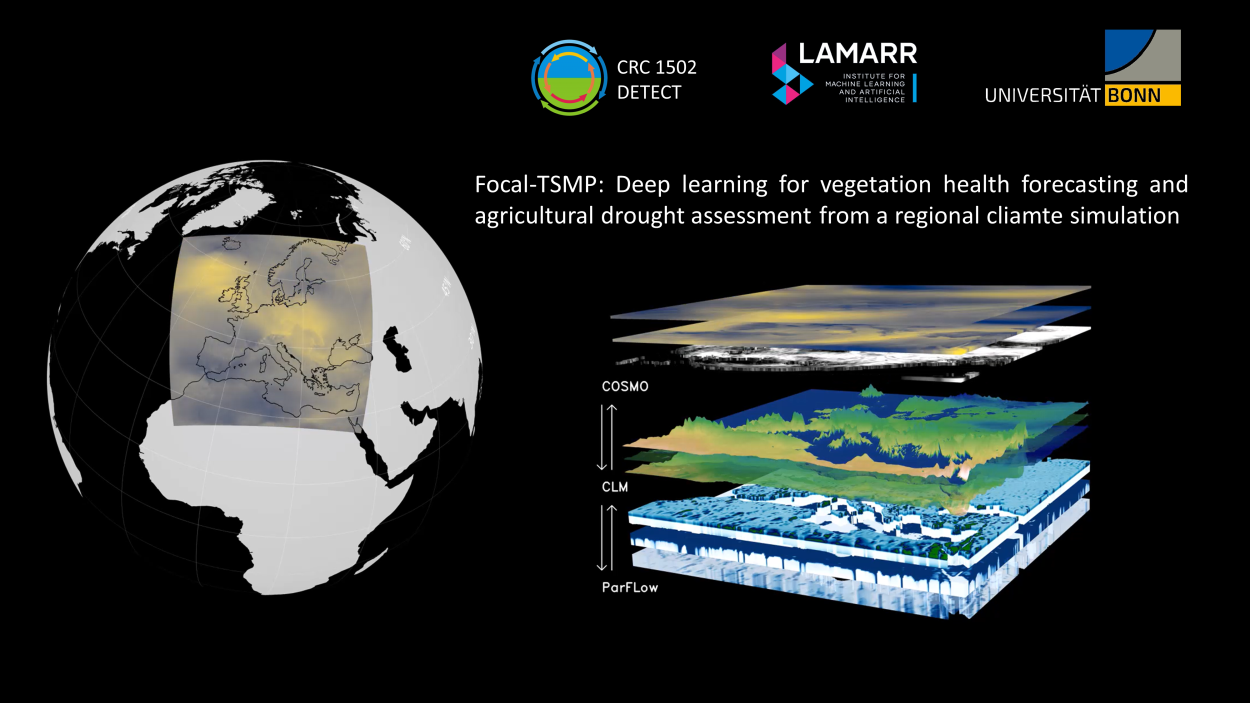 CRC 1502
DETECT
LAMARR
INSTITUTE FOR
MACHINE LEARNING
AND ARTIFICIAL
INTELLIGENCE
UNIVERSITÄT BONN
Focal-TSMP: Deep learning for vegetation health forecasting and
agricultural drought assessment from a regional cliamte simulation
COSMO
CLM
ParFLow